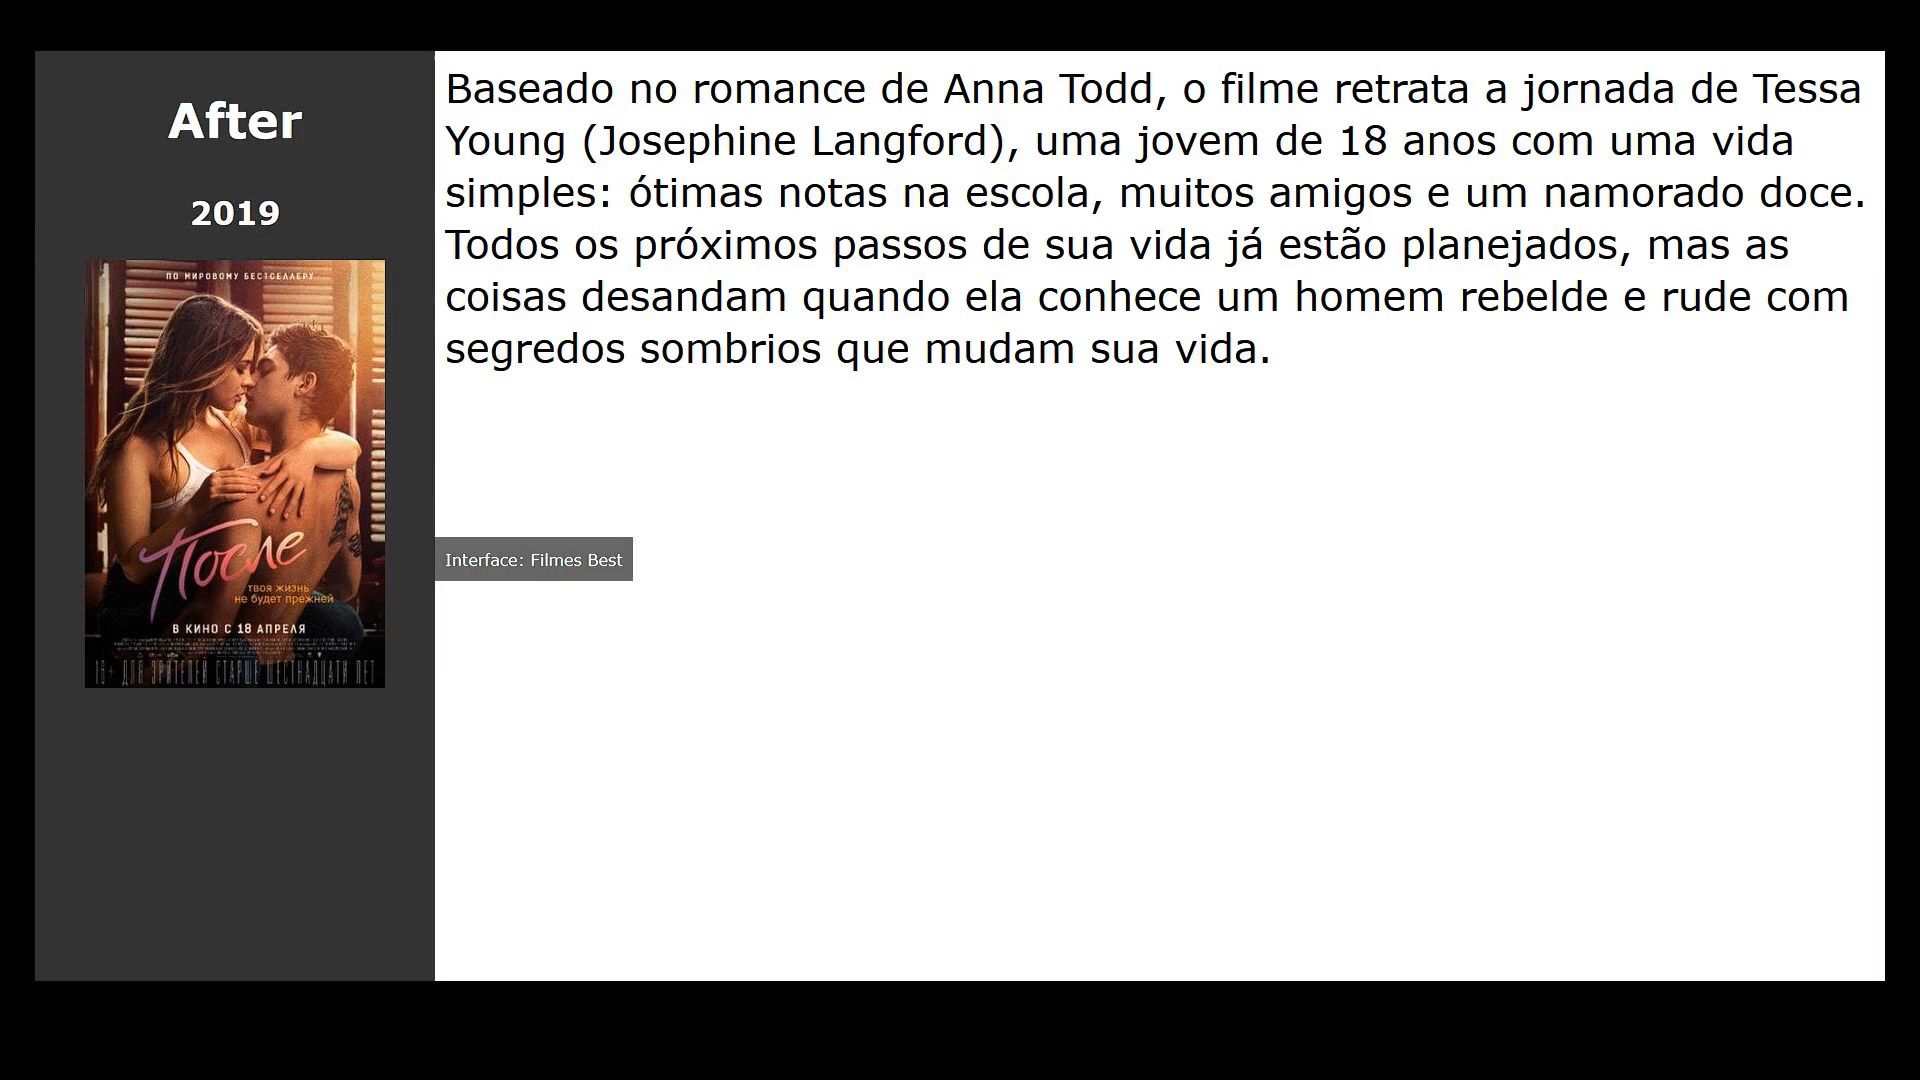 After
2019
ПО МИРОВОМУ БЕСТСЕЛЛЕРУ
После
твоя жизнь
не будет прежней
В КИНО С 18 АПРЕЛЯ
16+ ДЛЯ ЗРИТЕЛЕЙ СТАРШЕ ШЕСТНАДЦАТИ ЛЕТ
Baseado no romance de Anna Todd, o filme retrata a jornada de Tessa
Young (Josephine Langford), uma jovem de 18 anos com uma vida
simples: ótimas notas na escola, muitos amigos e um namorado doce.
Todos os próximos passos de sua vida já estão planejados, mas as
coisas desandam quando ela conhece um homem rebelde e rude com
segredos sombrios que mudam sua vida.
Interface: Filmes Best